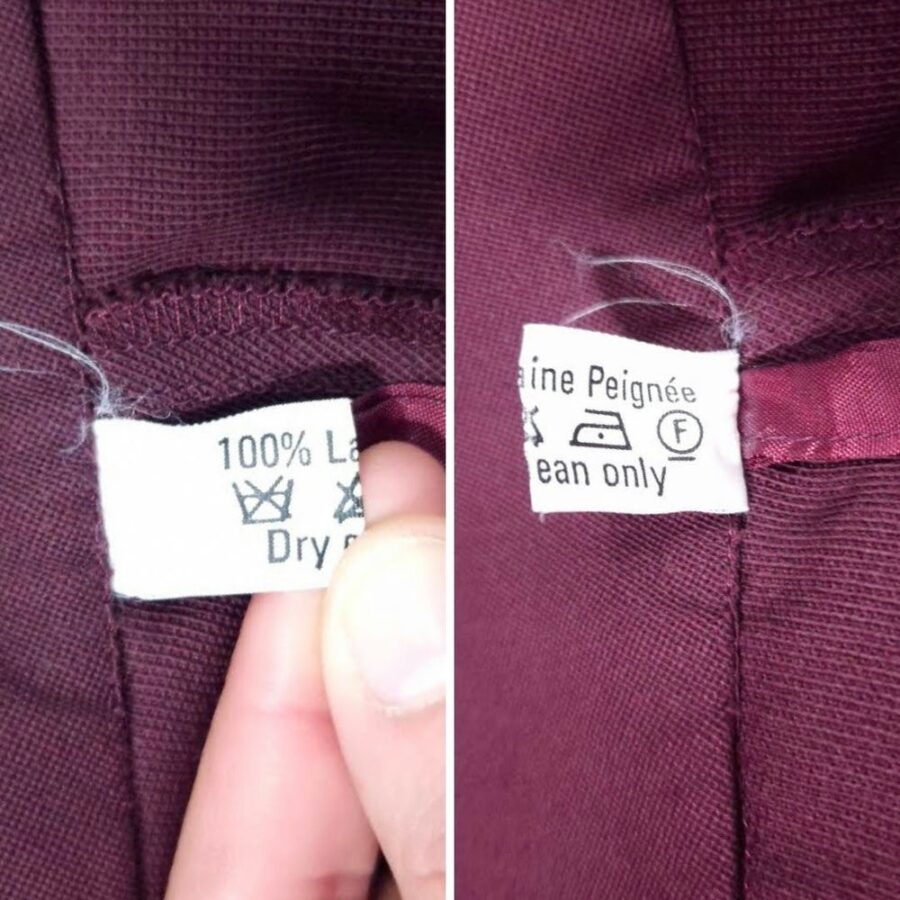 100% La
Dry c
aine Peignée
F
ean only